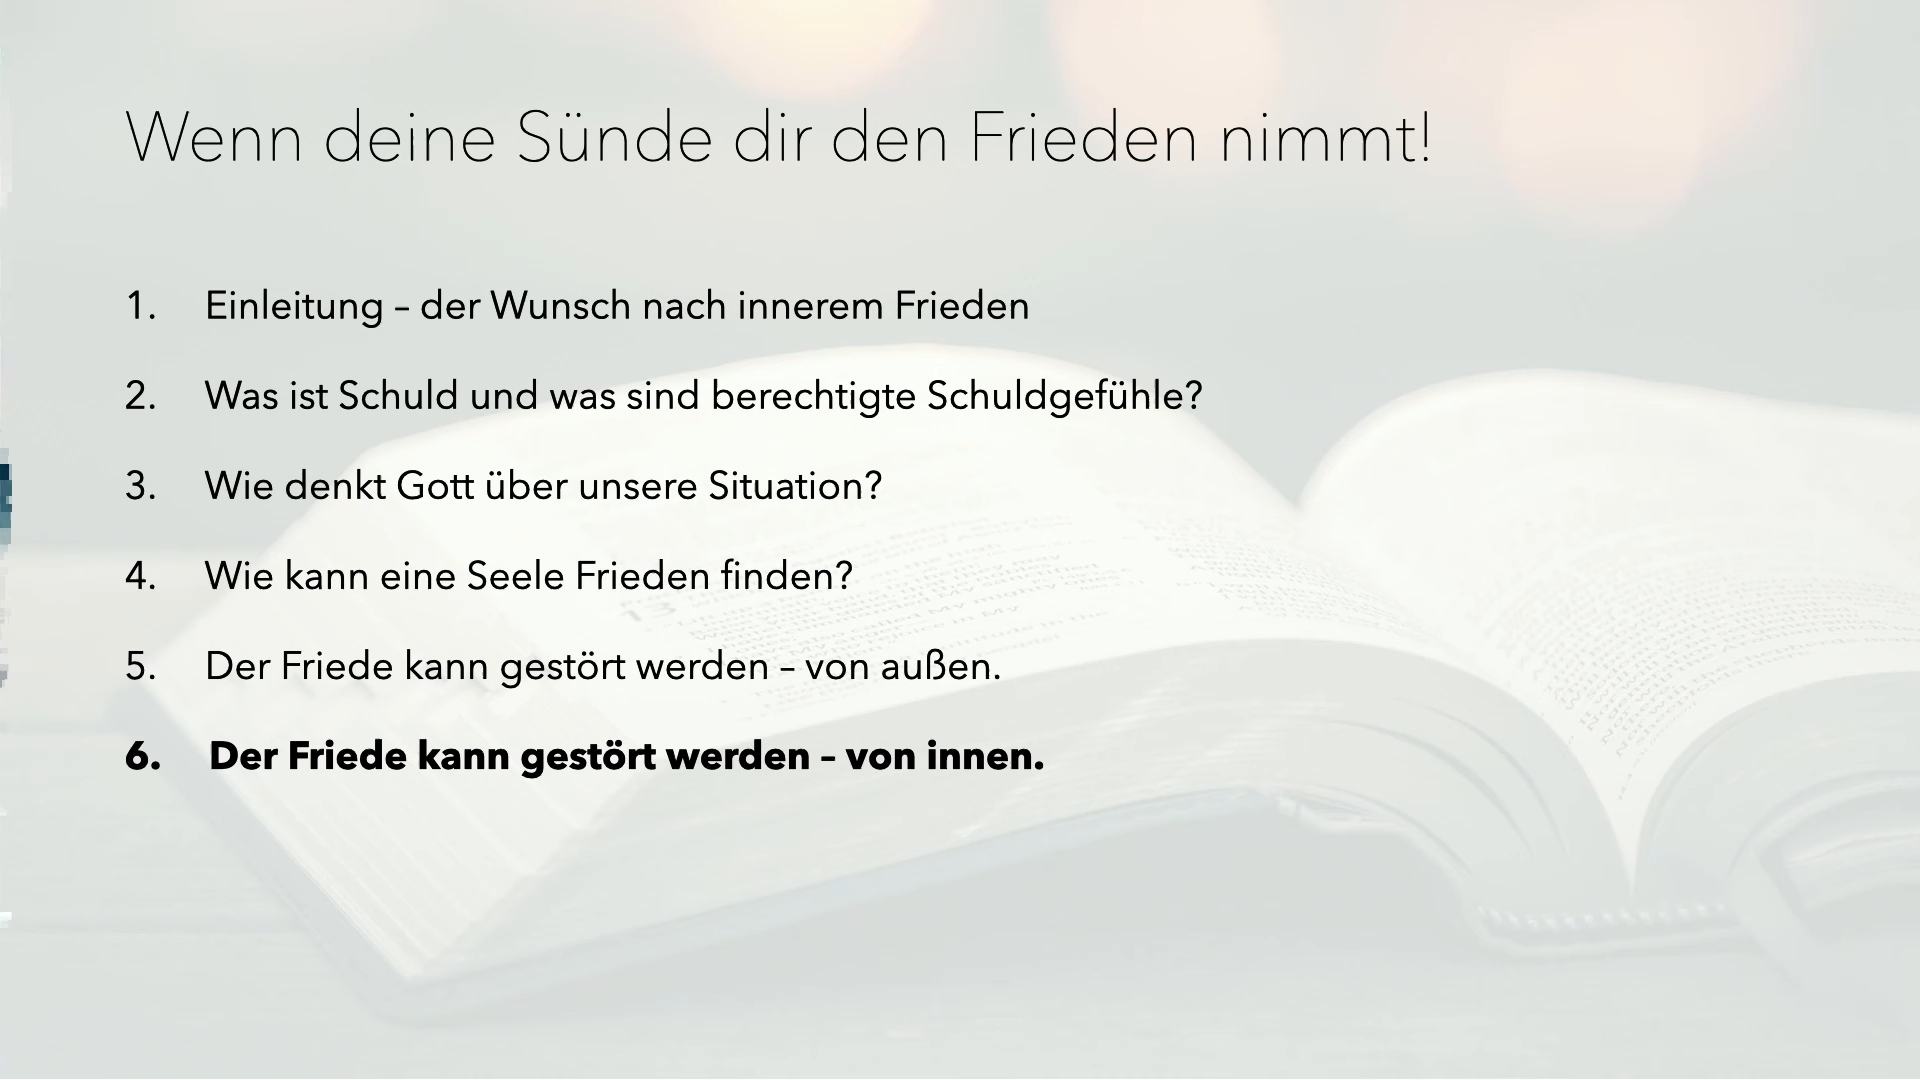 Wenn deine Sünde dir den Frieden nimmt!
1. Einleitung – der Wunsch nach innerem Frieden
2. Was ist Schuld und was sind berechtigte Schuldgefühle?
3. Wie denkt Gott über unsere Situation?
4. Wie kann eine Seele Frieden finden?
5. Der Friede kann gestört werden – von außen.
6. Der Friede kann gestört werden – von innen.